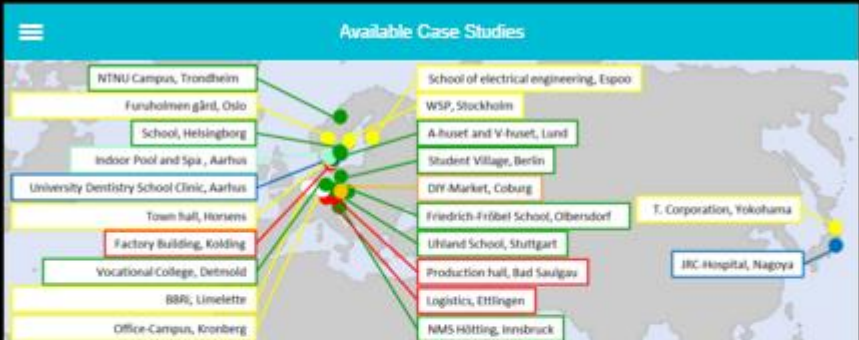 Available Case Studies
NTNU Campus, Trondheim
Furuholmen gård, Oslo
School, Helsingborg
Indoor Pool and Spa , Aarhus
University Dentistry School Clinic, Aarhus
Town hall, Horsens
Factory Building, Kolding
Vocational College, Detmold
BBRI, Limelette
Office-Campus, Kronberg
School of electrical engineering, Espoo
WSP, Stockholm
A-huset and V-huset, Lund
Student Village, Berlin
DIY-Market, Coburg
Friedrich-Fröbel School, Olbersdorf
Uhland School, Stuttgart
Production hall, Bad Saulgau
Logistics, Ettlingen
NMS Hötting, Innsbruck
T. Corporation, Yokohama
JRC-Hospital, Nagoya